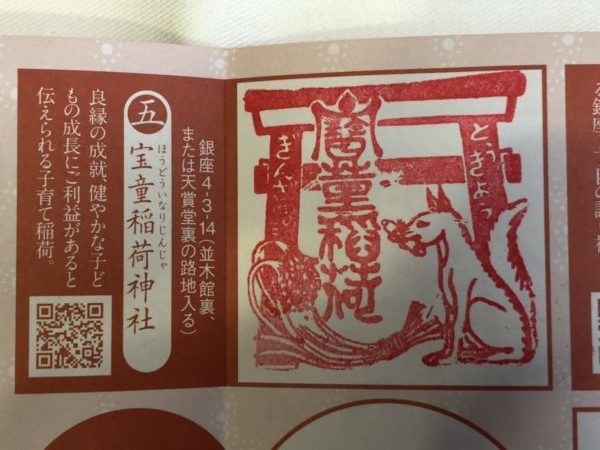 銀座4-3-14(並木館裏、
または天賞堂裏の路地入る)
五
宝童稲荷神社
ほうどういなりじんじゃ
良縁の成就、健やかな子ど
もの成長にご利益があると
伝えられる子育て稲荷。
とうきょう
寳童稲荷
ぎんざ